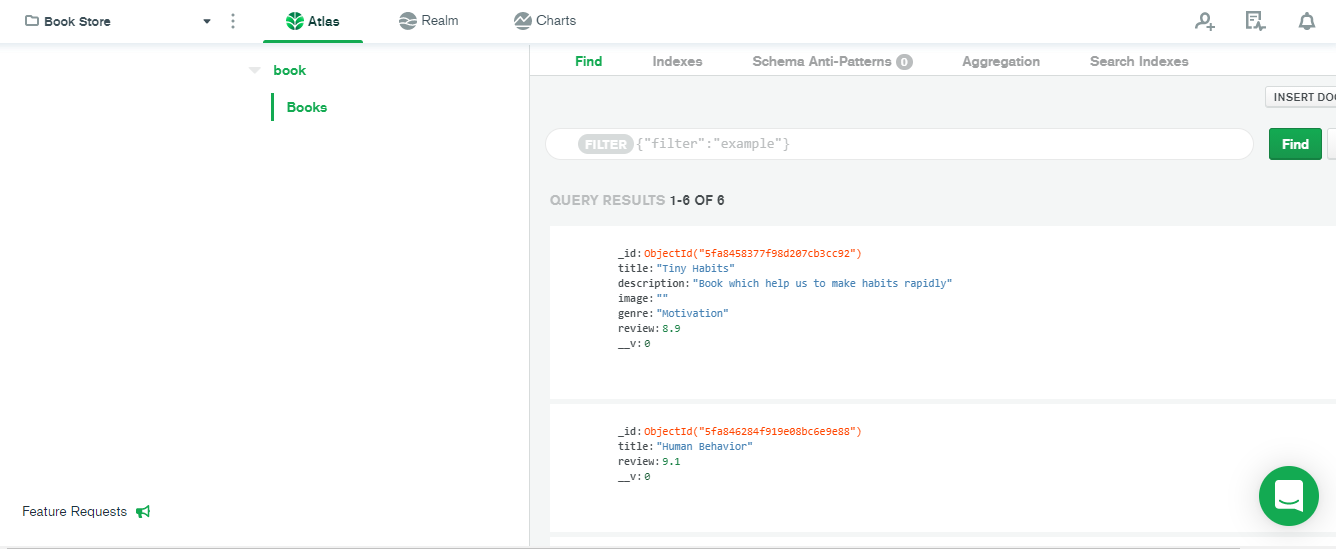 Book Store
Atlas
Realm
Charts
book
Books
Find
Indexes
Schema Anti-Patterns 0
Aggregation
Search Indexes
INSERT DO
FILTER {"filter":"example"}
Find
QUERY RESULTS 1-6 OF 6
_id: ObjectId("5fa8458377f98d207cb3cc92")
title: "Tiny Habits"
description: "Book which help us to make habits rapidly"
image: ""
genre: "Motivation"
review: 8.9
__v: 0
_id: ObjectId("5fa846284f919e08bc6e9e88")
title: "Human Behavior"
review: 9.1
__v: 0
Feature Requests